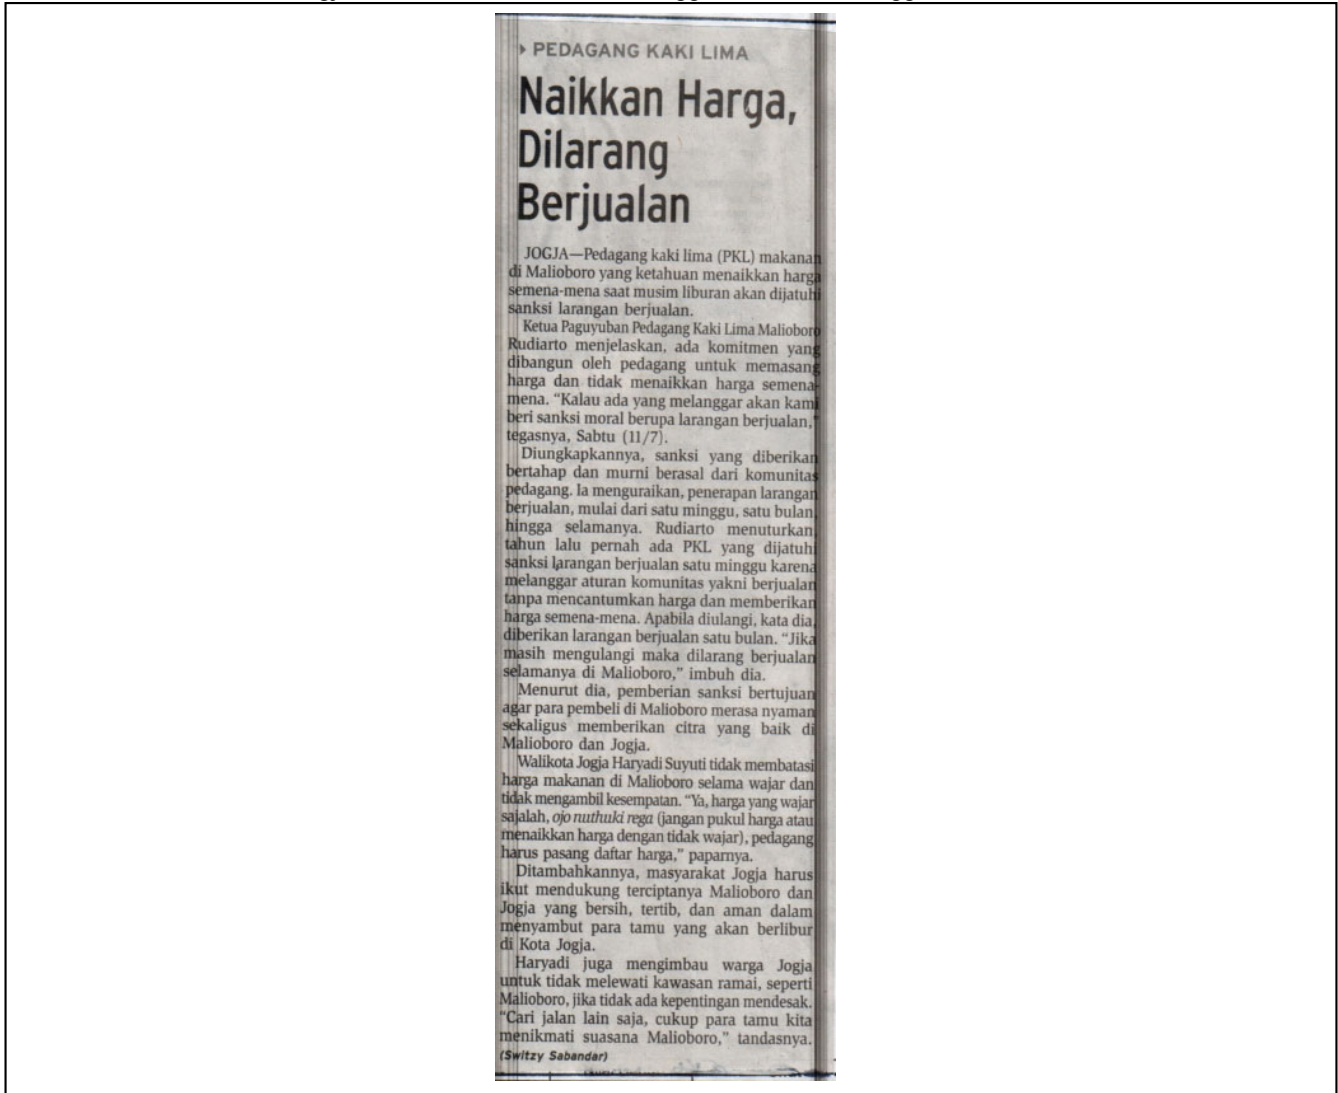 PEDAGANG KAKI LIMA
Naikkan Harga,
Dilarang
Berjualan
JOGJA—Pedagang kaki lima (PKL) makanan
di Malioboro yang ketahuan menaikkan harga
semena-mena saat musim liburan akan dijatuhi
sanksi larangan berjualan.
Ketua Paguyuban Pedagang Kaki Lima Malioboro
Rudiarto menjelaskan, ada komitmen yang
dibangun oleh pedagang untuk memasang
harga dan tidak menaikkan harga semena-
mena. “Kalau ada yang melanggar akan kami
beri sanksi moral berupa larangan berjualan,”
tegasnya, Sabtu (11/7).
Diungkapkannya, sanksi yang diberikan
bertahap dan murni berasal dari komunitas
pedagang. Ia menguraikan, penerapan larangan
berjualan, mulai dari satu minggu, satu bulan,
hingga selamanya. Rudiarto menuturkan,
tahun lalu pernah ada PKL yang dijatuhi
sanksi larangan berjualan satu minggu karena
melanggar aturan komunitas yakni berjualan
tanpa mencantumkan harga dan memberikan
harga semena-mena. Apabila diulangi, kata dia,
diberikan larangan berjualan satu bulan. “Jika
masih mengulangi maka dilarang berjualan
selamanya di Malioboro,” imbuh dia.
Menurut dia, pemberian sanksi bertujuan
agar para pembeli di Malioboro merasa nyaman
sekaligus memberikan citra yang baik di
Malioboro dan Jogja.
Walikota Jogja Haryadi Suyuti tidak membatasi
harga makanan di Malioboro selama wajar dan
tidak mengambil kesempatan. “Ya, harga yang wajar
sajalah, ojo nuthuki rega (jangan pukul harga atau
menaikkan harga dengan tidak wajar), pedagang
harus pasang daftar harga,” paparnya.
Ditambahkannya, masyarakat Jogja harus
ikut mendukung terciptanya Malioboro dan
Jogja yang bersih, tertib, dan aman dalam
menyambut para tamu yang akan berlibur
di Kota Jogja.
Haryadi juga mengimbau warga Jogja
untuk tidak melewati kawasan ramai, seperti
Malioboro, jika tidak ada kepentingan mendesak.
“Cari jalan lain saja, cukup para tamu kita
menikmati suasana Malioboro,” tandasnya.
(Switzy Sabandar)